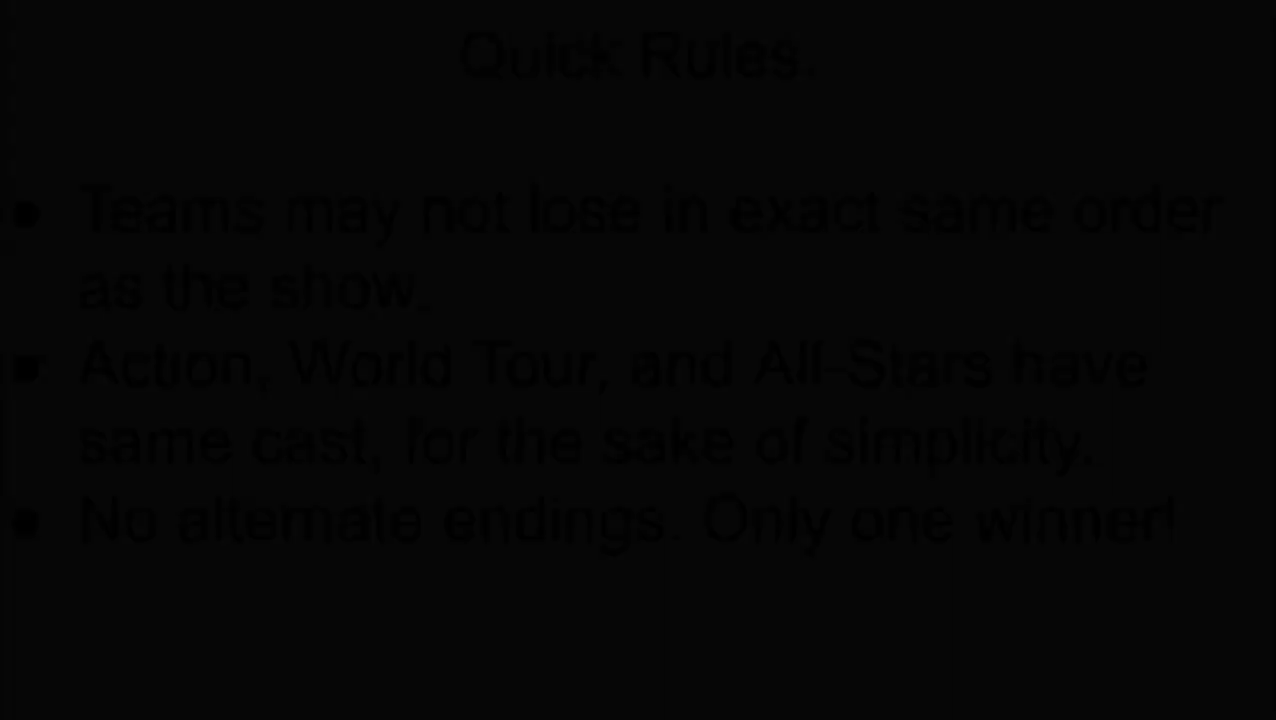 Quick Rules.
Teams may not lose in exact same order
as the show.
Action, World Tour, and All-Stars have
same cast, for the sake of simplicity.
No alternate endings. Only one winner!